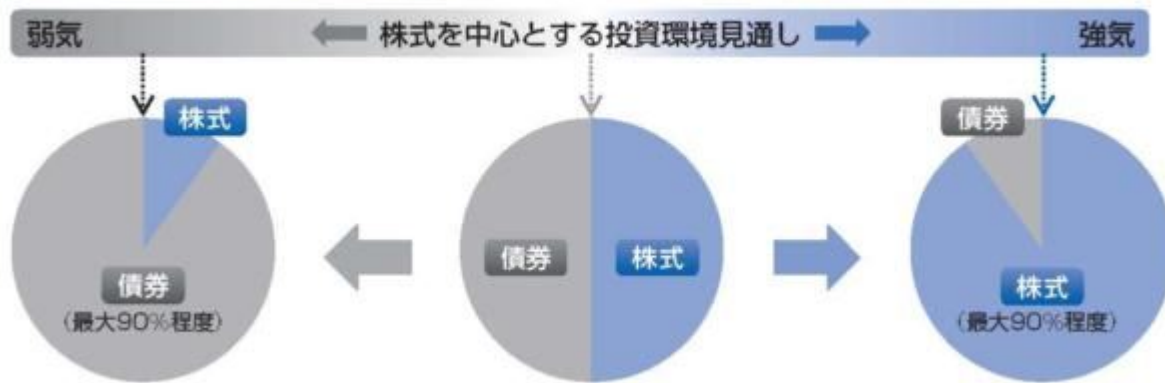 弱気
株式を中心とする投資環境見通し
強気
株式
債券
(最大90%程度)
債券
株式
債券
株式
(最大90%程度)